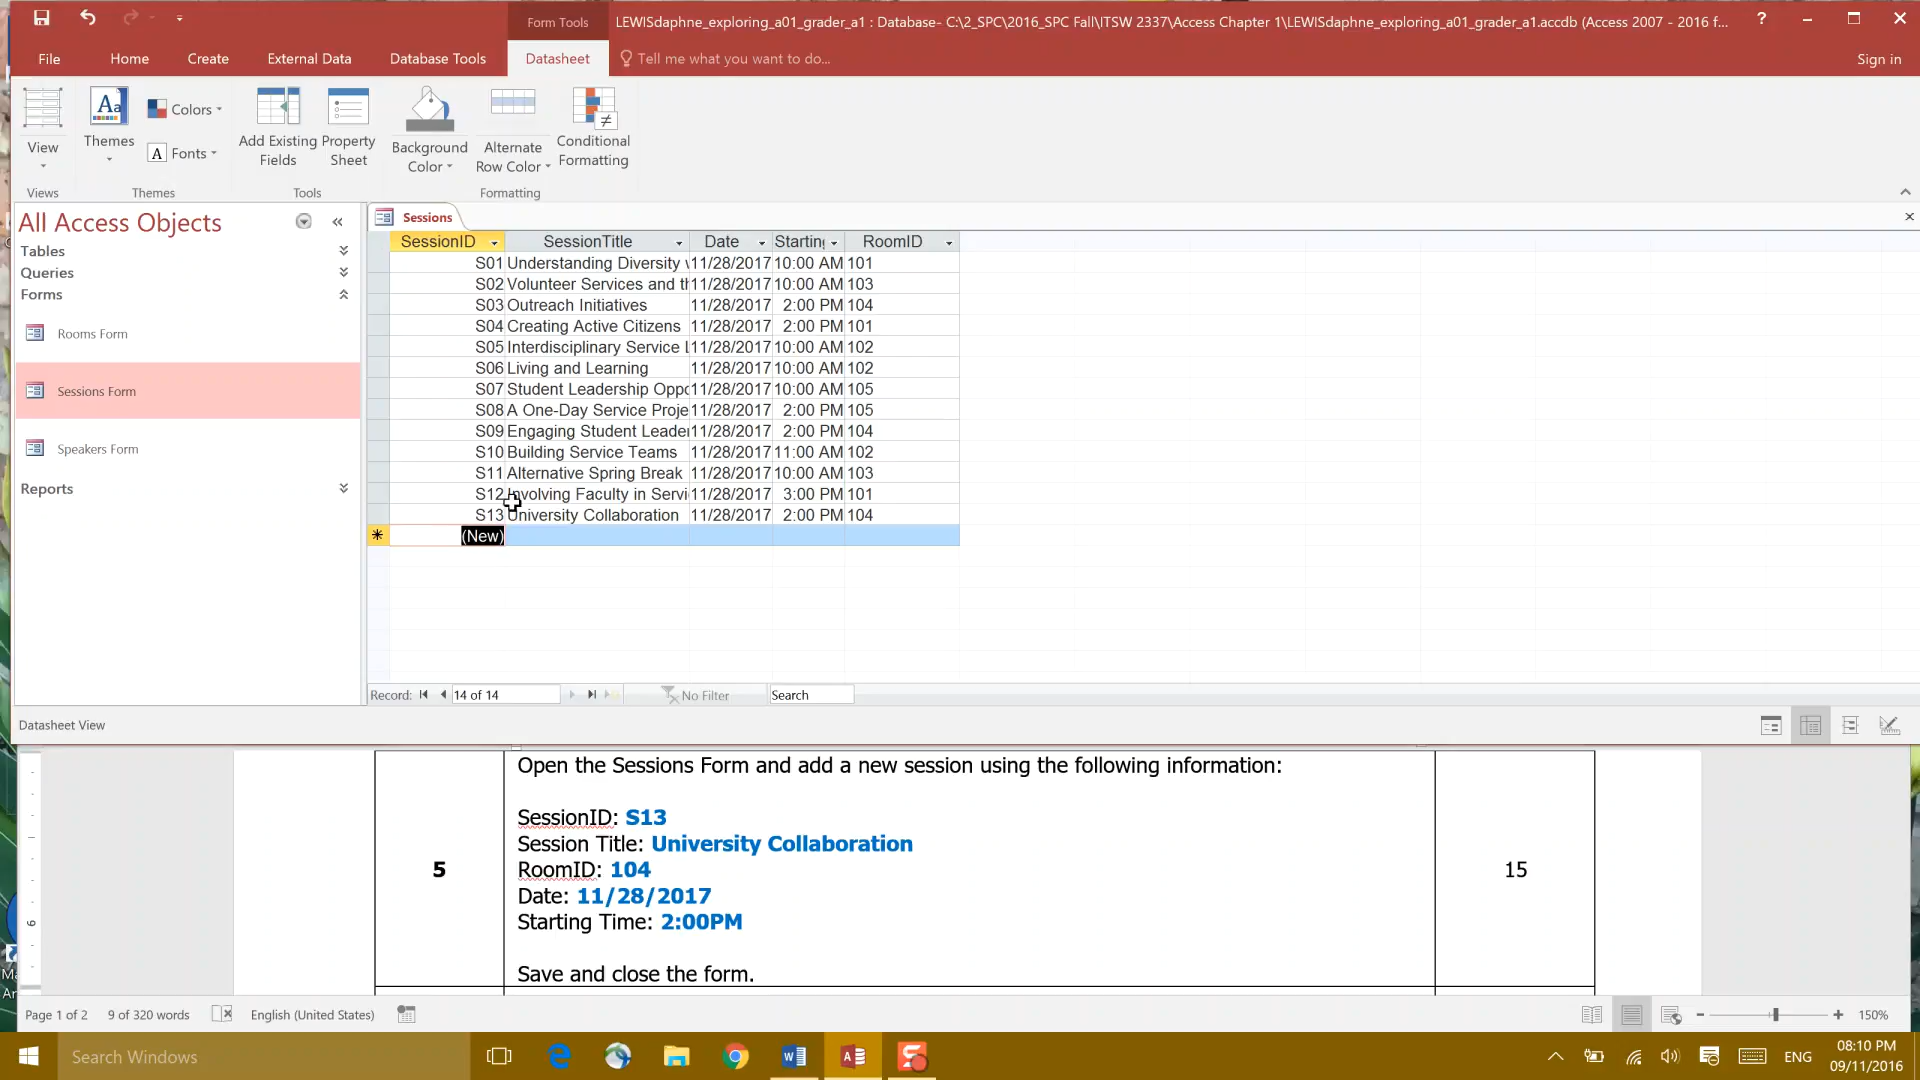 Form Tools
LEWISdaphne_exploring_a01_grader_a1 : Database- C:\2_SPC\2016_SPC Fall\ITSW 2337\Access Chapter 1\LEWISdaphne_exploring_a01_grader_a1.accdb (Access 2007 - 2016 f...
?
File
Home
Create
External Data
Database Tools
Datasheet
Tell me what you want to do...
Sign in
View
Themes
Colors
Fonts
Add Existing Fields
Property Sheet
Background Color
Alternate Row Color
Conditional Formatting
Views
Themes
Tools
Formatting
All Access Objects
Tables
Queries
Forms
Rooms Form
Sessions Form
Speakers Form
Reports
Sessions
SessionID SessionTitle Date Starting RoomID
S01 Understanding Diversity 11/28/2017 10:00 AM 101
S02 Volunteer Services and th 11/28/2017 10:00 AM 103
S03 Outreach Initiatives 11/28/2017 2:00 PM 104
S04 Creating Active Citizens 11/28/2017 2:00 PM 101
S05 Interdisciplinary Service L 11/28/2017 10:00 AM 102
S06 Living and Learning 11/28/2017 10:00 AM 102
S07 Student Leadership Oppo 11/28/2017 10:00 AM 105
S08 A One-Day Service Proje 11/28/2017 2:00 PM 105
S09 Engaging Student Leader 11/28/2017 2:00 PM 104
S10 Building Service Teams 11/28/2017 11:00 AM 102
S11 Alternative Spring Break 11/28/2017 10:00 AM 103
S12 Involving Faculty in Servi 11/28/2017 3:00 PM 101
S13 University Collaboration 11/28/2017 2:00 PM 104
(New)
Record: 14 of 14 No Filter Search
Datasheet View
Open the Sessions Form and add a new session using the following information:
SessionID: S13
Session Title: University Collaboration
5
RoomID: 104
15
Date: 11/28/2017
Starting Time: 2:00PM
Save and close the form.
Page 1 of 2 9 of 320 words English (United States) 150%
Search Windows
ENG
08:10 PM
09/11/2016